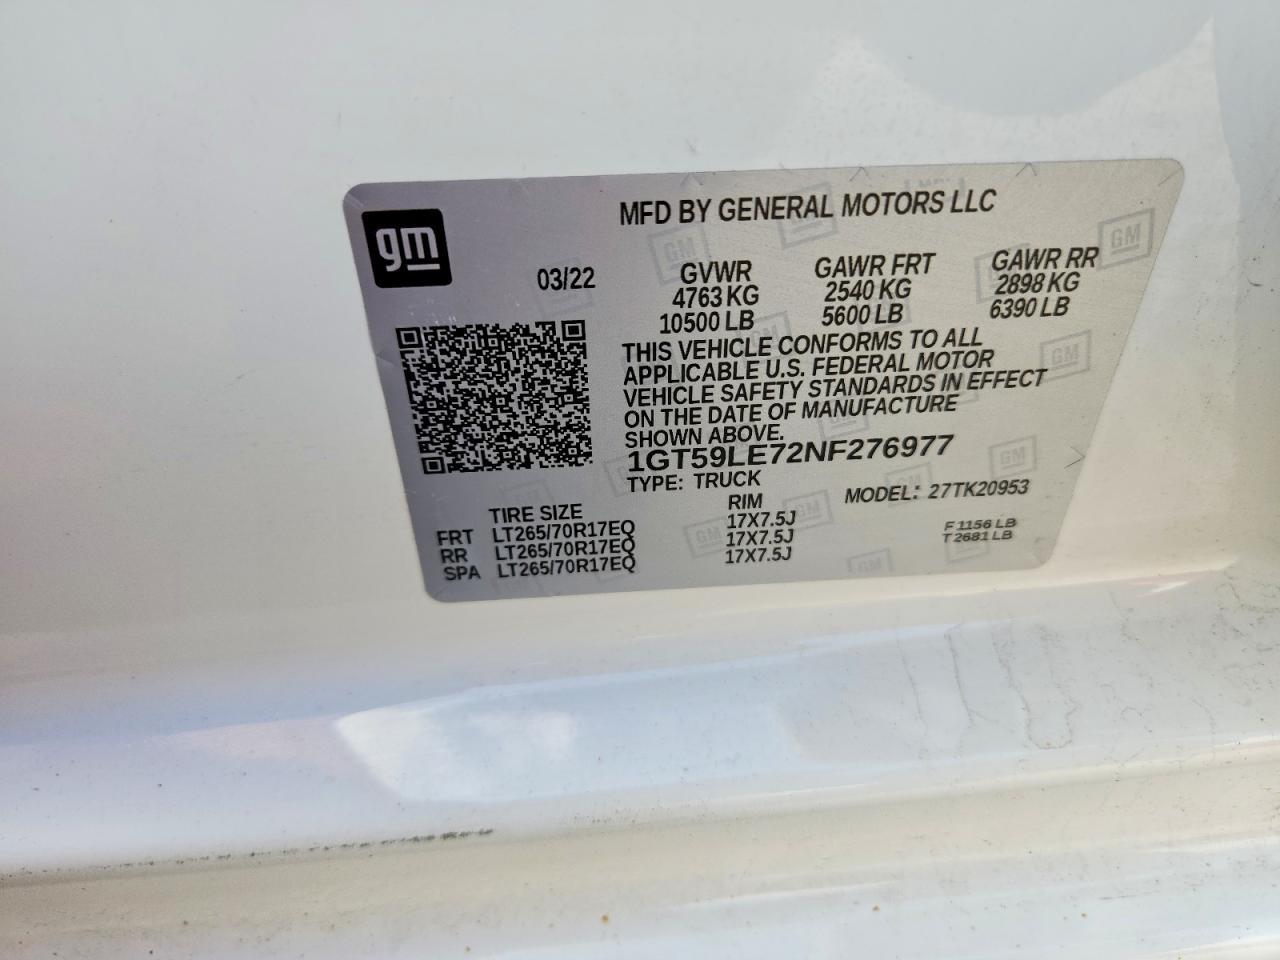 gm
MFD BY GENERAL MOTORS LLC
03/22 GVWR GAWR FRT GAWR RR
4763 KG 2540 KG 2898 KG
10500 LB 5600 LB 6390 LB
THIS VEHICLE CONFORMS TO ALL
APPLICABLE U.S. FEDERAL MOTOR
VEHICLE SAFETY STANDARDS IN EFFECT
ON THE DATE OF MANUFACTURE
SHOWN ABOVE.
1GT59LE72NF276977
TYPE: TRUCK
MODEL: 27TK20953
TIRE SIZE RIM
FRT LT265/70R17EQ 17X7.5J F 1156 LB
RR LT265/70R17EQ 17X7.5J T 2681 LB
SPA LT265/70R17EQ 17X7.5J